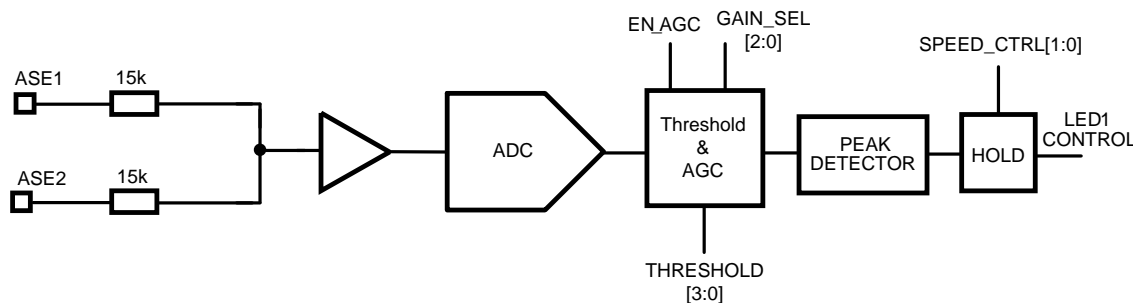 EN_AGC
GAIN_SEL
[2:0]
SPEED_CTRL[1:0]
ASE1
15k
ADC
Threshold
&
AGC
PEAK
DETECTOR
HOLD
LED1
CONTROL
ASE2
15k
THRESHOLD
[3:0]